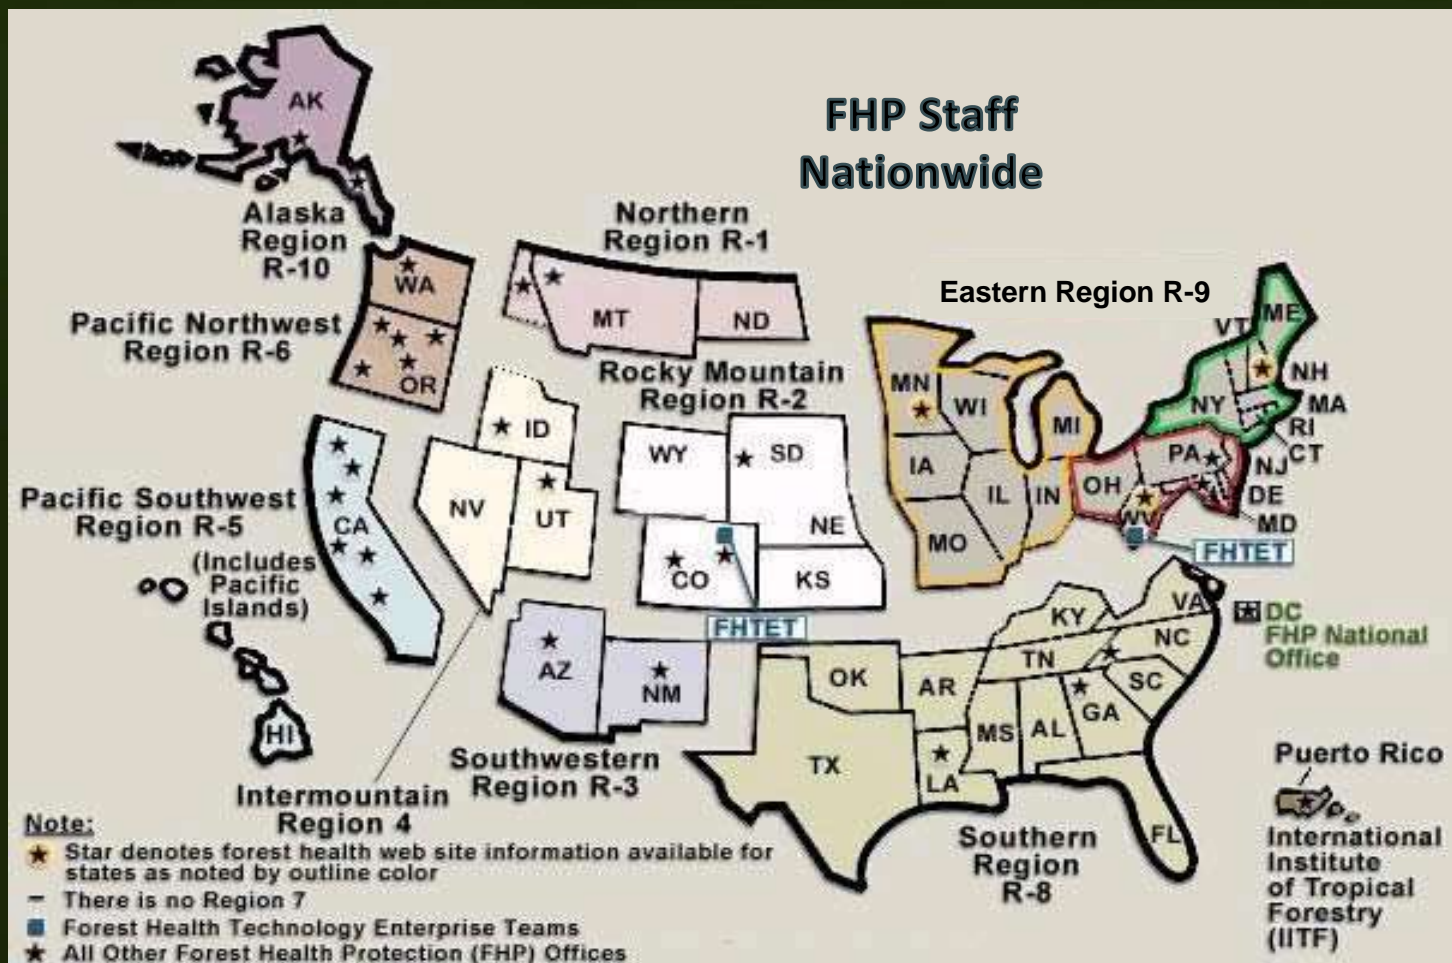 FHP Staff
Nationwide
AK
Alaska
Region
R-10
Northern
Region R-1
WA
MT
ND
Eastern Region R-9
Pacific Northwest
Region R-6
OR
Rocky Mountain
Region R-2
ME
VT
NH
MN
WI
MI
NY
MA
RI
CT
ID
WY
SD
IA
PA
NJ
Pacific Southwest
Region R-5
(Includes
Pacific
Islands)
CA
NV
UT
NE
IL
IN
OH
WV
DE
MD
MO
FHTET
CO
KS
FHTET
KY
VA
DC
FHP National
Office
AZ
NM
OK
AR
TN
NC
SC
HI
MS
AL
GA
TX
LA
FL
Southwestern
Region R-3
Intermountain
Region 4
Southern
Region
R-8
Puerto Rico
International
Institute
of Tropical
Forestry
(IITF)
Note:
Star denotes forest health web site information available for
states as noted by outline color
– There is no Region 7
Forest Health Technology Enterprise Teams
All Other Forest Health Protection (FHP) Offices